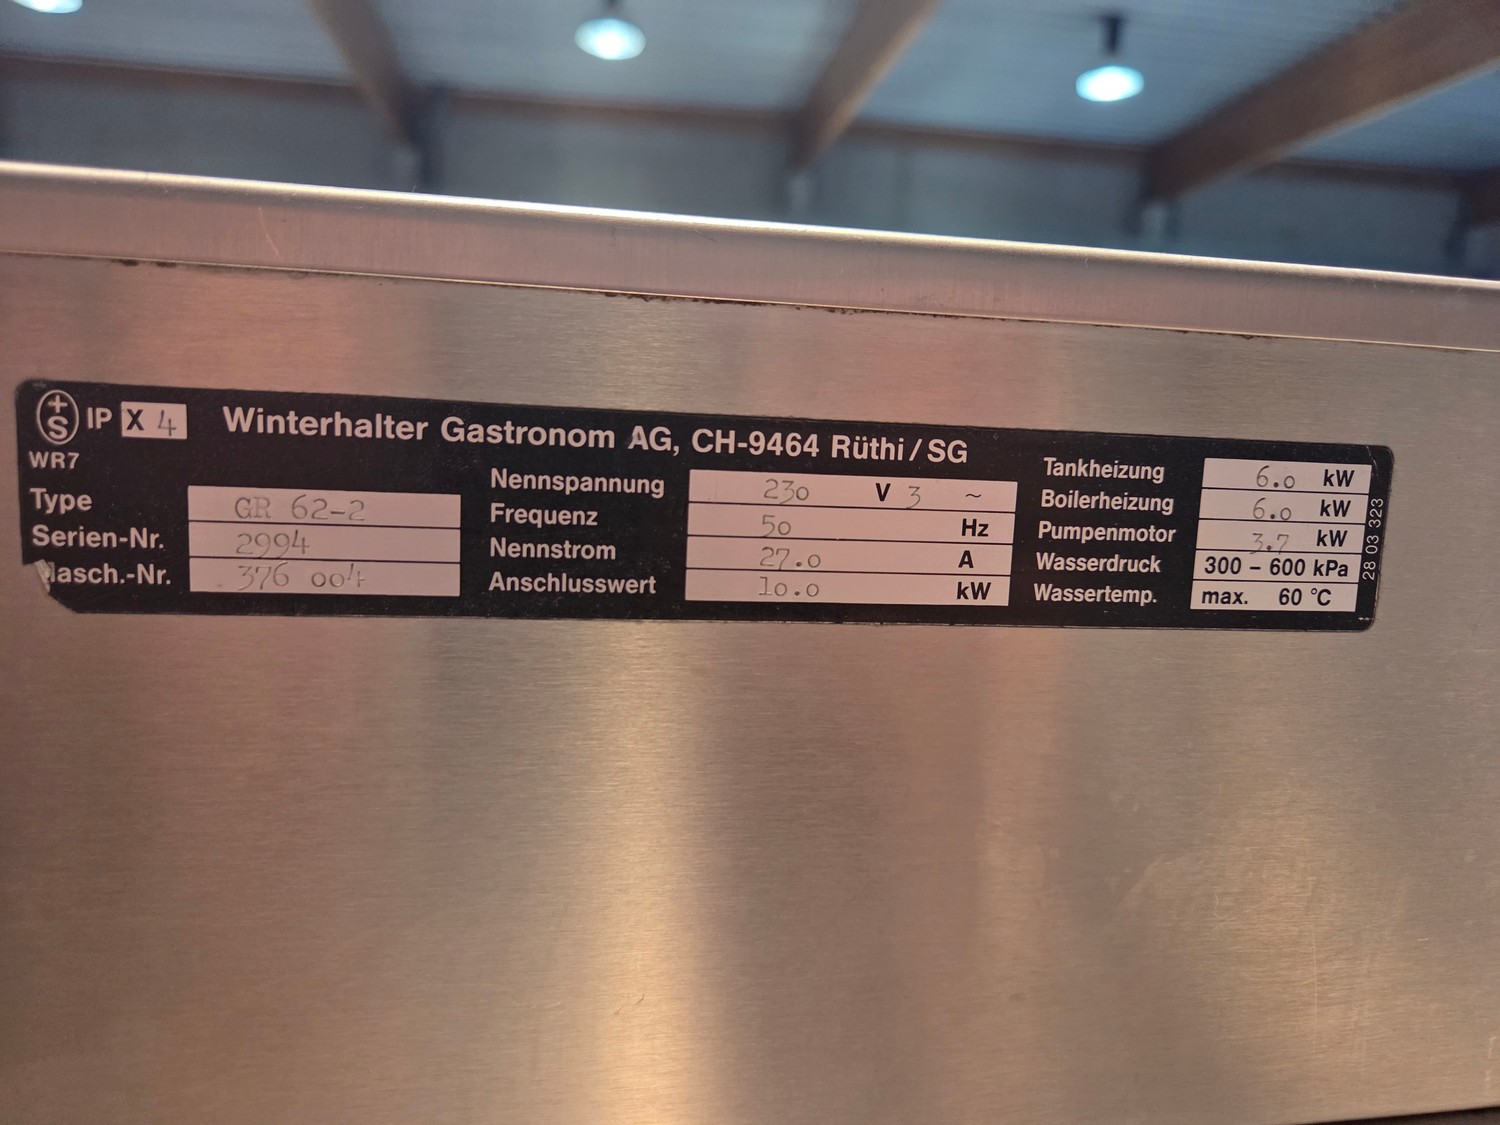 +S IP X 4 Winterhalter Gastronom AG, CH-9464 Rüthi / SG
WR7
Type GR 62-2
Serien-Nr. 2994
Masch.-Nr. 376 004
Nennspannung 230 V 3 ~
Frequenz 50 Hz
Nennstrom 27.0 A
Anschlusswert 10.0 kW
Tankheizung 6.0 kW
Boilerheizung 6.0 kW
Pumpenmotor 3.7 kW
Wasserdruck 300 – 600 kPa
Wassertemp. max. 60 °C
28 03 323